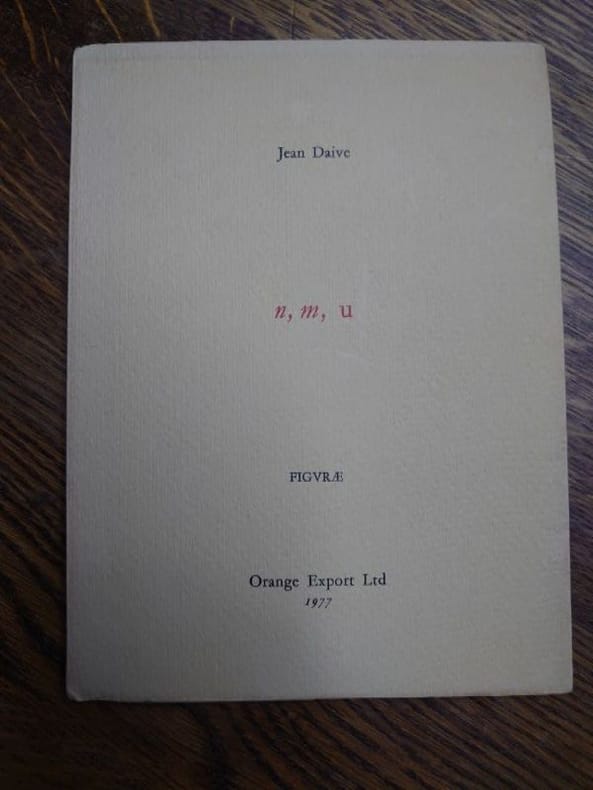 Jean Daive
n, m, u
FIGVRÆ
Orange Export Ltd
1977